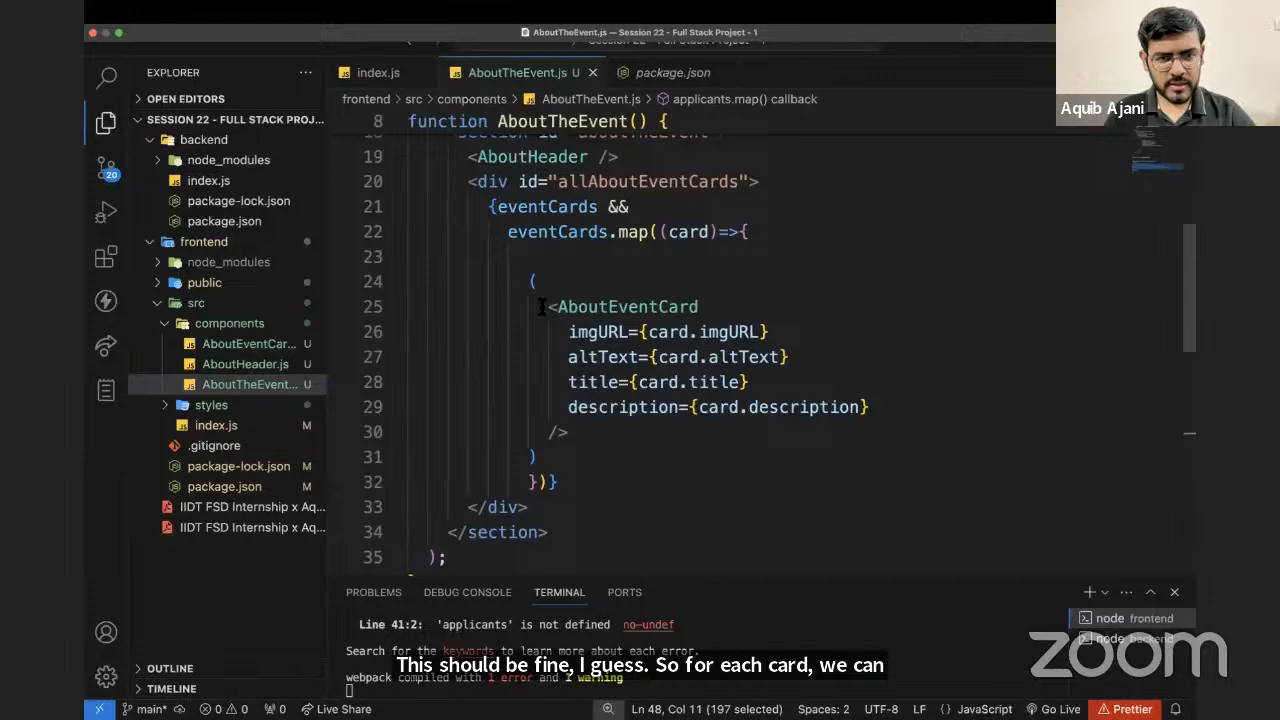 AboutTheEvent.js — Session 22 - Full Stack Project - 1
EXPLORER
OPEN EDITORS
SESSION 22 - FULL STACK PROJ...
backend
node_modules
index.js
package-lock.json
package.json
frontend
node_modules
public
src
components
AboutEventCar... U
AboutHeader.js U
AboutTheEvent... U
styles
index.js M
.gitignore
package-lock.json M
package.json M
IIDT FSD Internship x Aq...
IIDT FSD Internship x Aq...
OUTLINE
TIMELINE
20
index.js
AboutTheEvent.js U
package.json
frontend > src > components > AboutTheEvent.js > applicants.map() callback
8 function AboutTheEvent() {
19 <AboutHeader />
20 <div id="allAboutEventCards">
21 {eventCards &&
22 eventCards.map((card)=>{
23
24 (
25 <AboutEventCard
26 imgURL={card.imgURL}
27 altText={card.altText}
28 title={card.title}
29 description={card.description}
30 />
31 )
32 })}
33 </div>
34 </section>
35 );
PROBLEMS DEBUG CONSOLE TERMINAL PORTS
Line 41:2: 'applicants' is not defined no-undef
Search for the keywords to learn more about each error.
webpack compiled with 1 error and 1 warning
node frontend
node backend
This should be fine, I guess. So for each card, we can
Aquib Ajani
zoom
main* 0 0 0 Live Share
Ln 48, Col 11 (197 selected) Spaces: 2 UTF-8 LF {} JavaScript Go Live Prettier